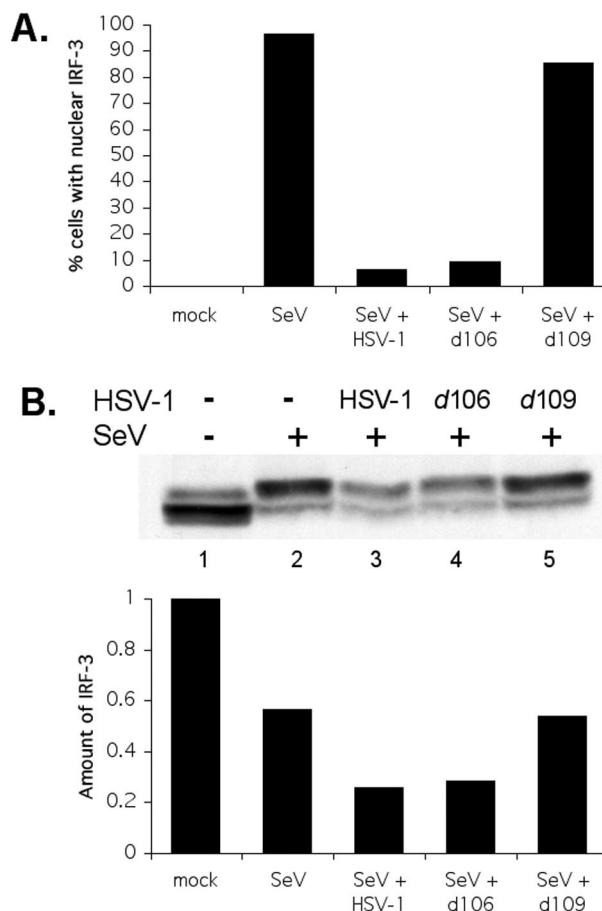 A.
% cells with nuclear IRF-3
100
90
80
70
60
50
40
30
20
10
0
mock SeV SeV + SeV + SeV +
HSV-1 d106 d109
B.
HSV-1 - - HSV-1 d106 d109
SeV - + + + +
1 2 3 4 5
Amount of IRF-3
1
0.8
0.6
0.4
0.2
0
mock SeV SeV + SeV + SeV +
HSV-1 d106 d109